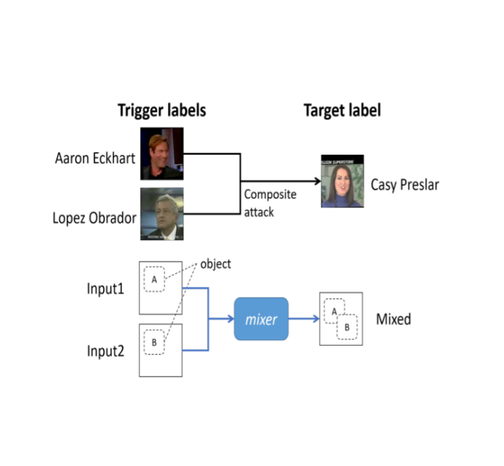 Trigger labels
Target label
Aaron Eckhart
Casy Preslar
Lopez Obrador
Composite
attack
object
Input1
A
mixer
A
B
Mixed
Input2
B